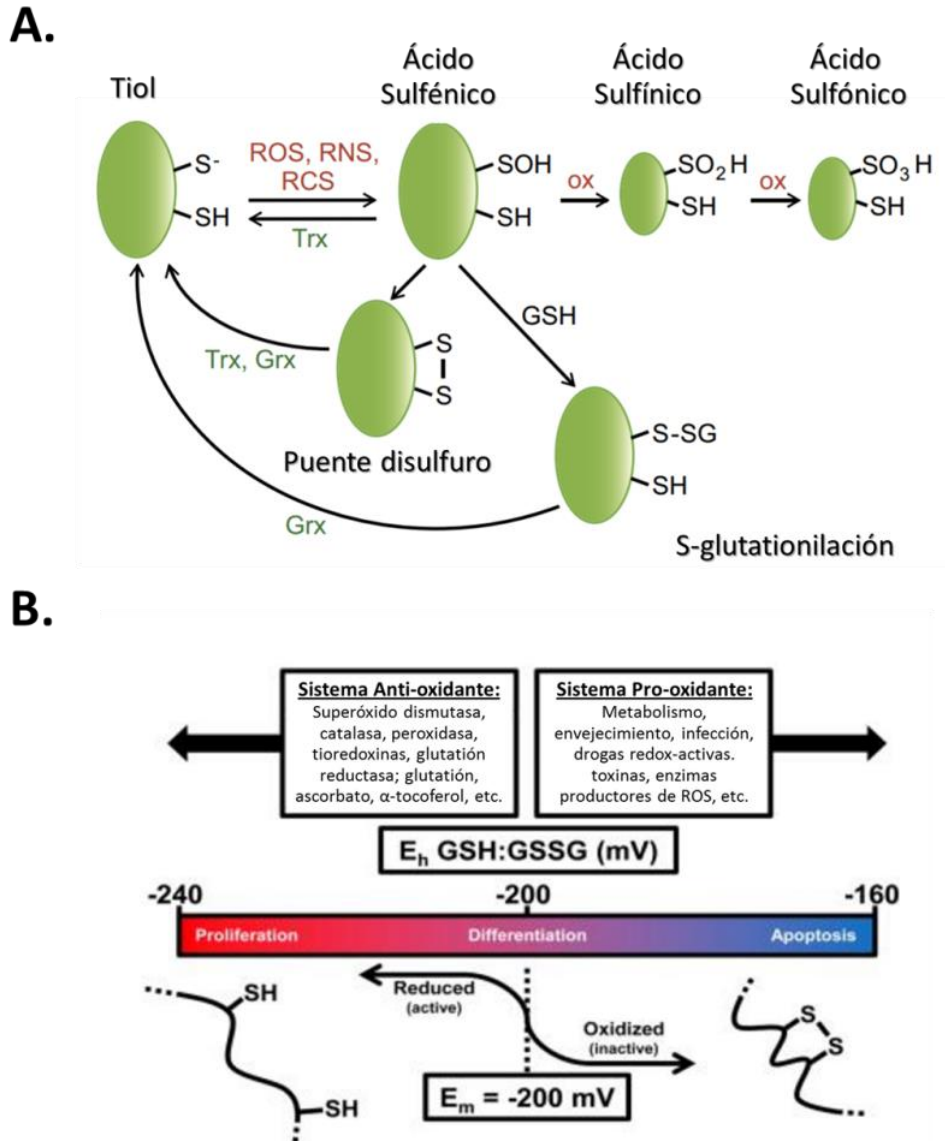 A.
Tiol
Ácido
Sulfénico
Ácido
Sulfínico
Ácido
Sulfónico
S-
SH
ROS, RNS,
RCS
Trx
SOH
SH
ox
SO2H
SH
ox
SO3H
SH
Trx, Grx
S
S
Puente disulfuro
GSH
S-SG
SH
Grx
S-glutationilación
B.
Sistema Anti-oxidante:
Superóxido dismutasa,
catalasa, peroxidasa,
tioredoxinas, glutatión
reductasa; glutatión,
ascorbato, α-tocoferol, etc.
Sistema Pro-oxidante:
Metabolismo,
envejecimiento, infección,
drogas redox-activas.
toxinas, enzimas
productores de ROS, etc.
Eh GSH:GSSG (mV)
-240
-200
-160
Proliferation
Differentiation
Apoptosis
SH
SH
Reduced
(active)
Oxidized
(inactive)
S
S
Em = -200 mV